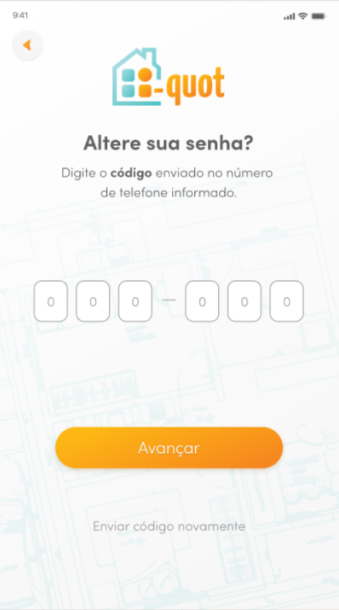 9:41
-quot
Altere sua senha?
Digite o código enviado no número
de telefone informado.
0 0 0 — 0 0 0
Avançar
Enviar código novamente